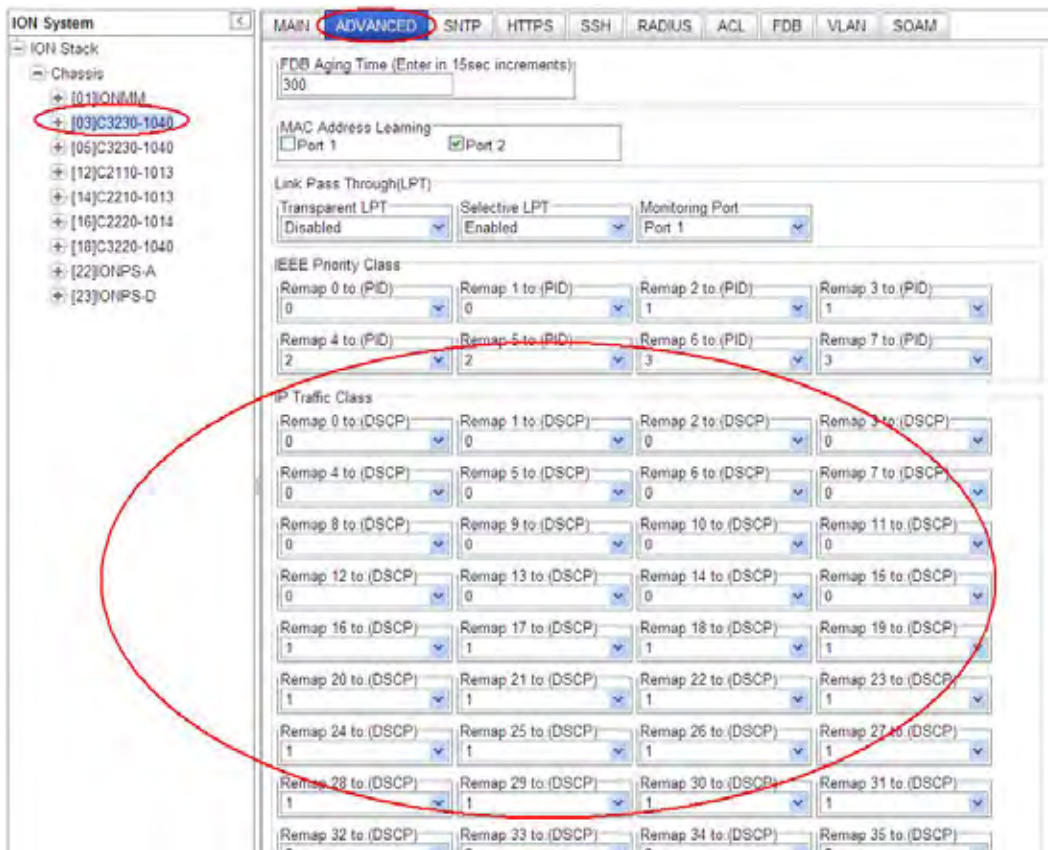 ION System
ION Stack
Chassis
[01]IONMM
[03]C3230-1040
[05]C3230-1040
[12]C2110-1013
[14]C2210-1013
[16]C2220-1014
[18]C3220-1040
[22]IONPS-A
[23]IONPS-D
MAIN ADVANCED SNTP HTTPS SSH RADIUS ACL FDB VLAN SOAM
FDB Aging Time (Enter in 15sec increments)
300
MAC Address Learning
Port 1 Port 2
Link Pass Through(LPT)
Transparent LPT Selective LPT Monitoring Port
Disabled Enabled Port 1
IEEE Priority Class
Remap 0 to:(PID) Remap 1 to:(PID) Remap 2 to:(PID) Remap 3 to:(PID)
0 0 1 1
Remap 4 to:(PID) Remap 5 to:(PID) Remap 6 to:(PID) Remap 7 to:(PID)
2 2 3 3
IP Traffic Class
Remap 0 to:(DSCP) Remap 1 to:(DSCP) Remap 2 to:(DSCP) Remap 3 to:(DSCP)
0 0 0 0
Remap 4 to:(DSCP) Remap 5 to:(DSCP) Remap 6 to:(DSCP) Remap 7 to:(DSCP)
0 0 0 0
Remap 8 to:(DSCP) Remap 9 to:(DSCP) Remap 10 to:(DSCP) Remap 11 to:(DSCP)
0 0 0 0
Remap 12 to:(DSCP) Remap 13 to:(DSCP) Remap 14 to:(DSCP) Remap 15 to:(DSCP)
0 0 0 0
Remap 16 to:(DSCP) Remap 17 to:(DSCP) Remap 18 to:(DSCP) Remap 19 to:(DSCP)
1 1 1 1
Remap 20 to:(DSCP) Remap 21 to:(DSCP) Remap 22 to:(DSCP) Remap 23 to:(DSCP)
1 1 1 1
Remap 24 to:(DSCP) Remap 25 to:(DSCP) Remap 26 to:(DSCP) Remap 27 to:(DSCP)
1 1 1 1
Remap 28 to:(DSCP) Remap 29 to:(DSCP) Remap 30 to:(DSCP) Remap 31 to:(DSCP)
1 1 1 1
Remap 32 to:(DSCP) Remap 33 to:(DSCP) Remap 34 to:(DSCP) Remap 35 to:(DSCP)